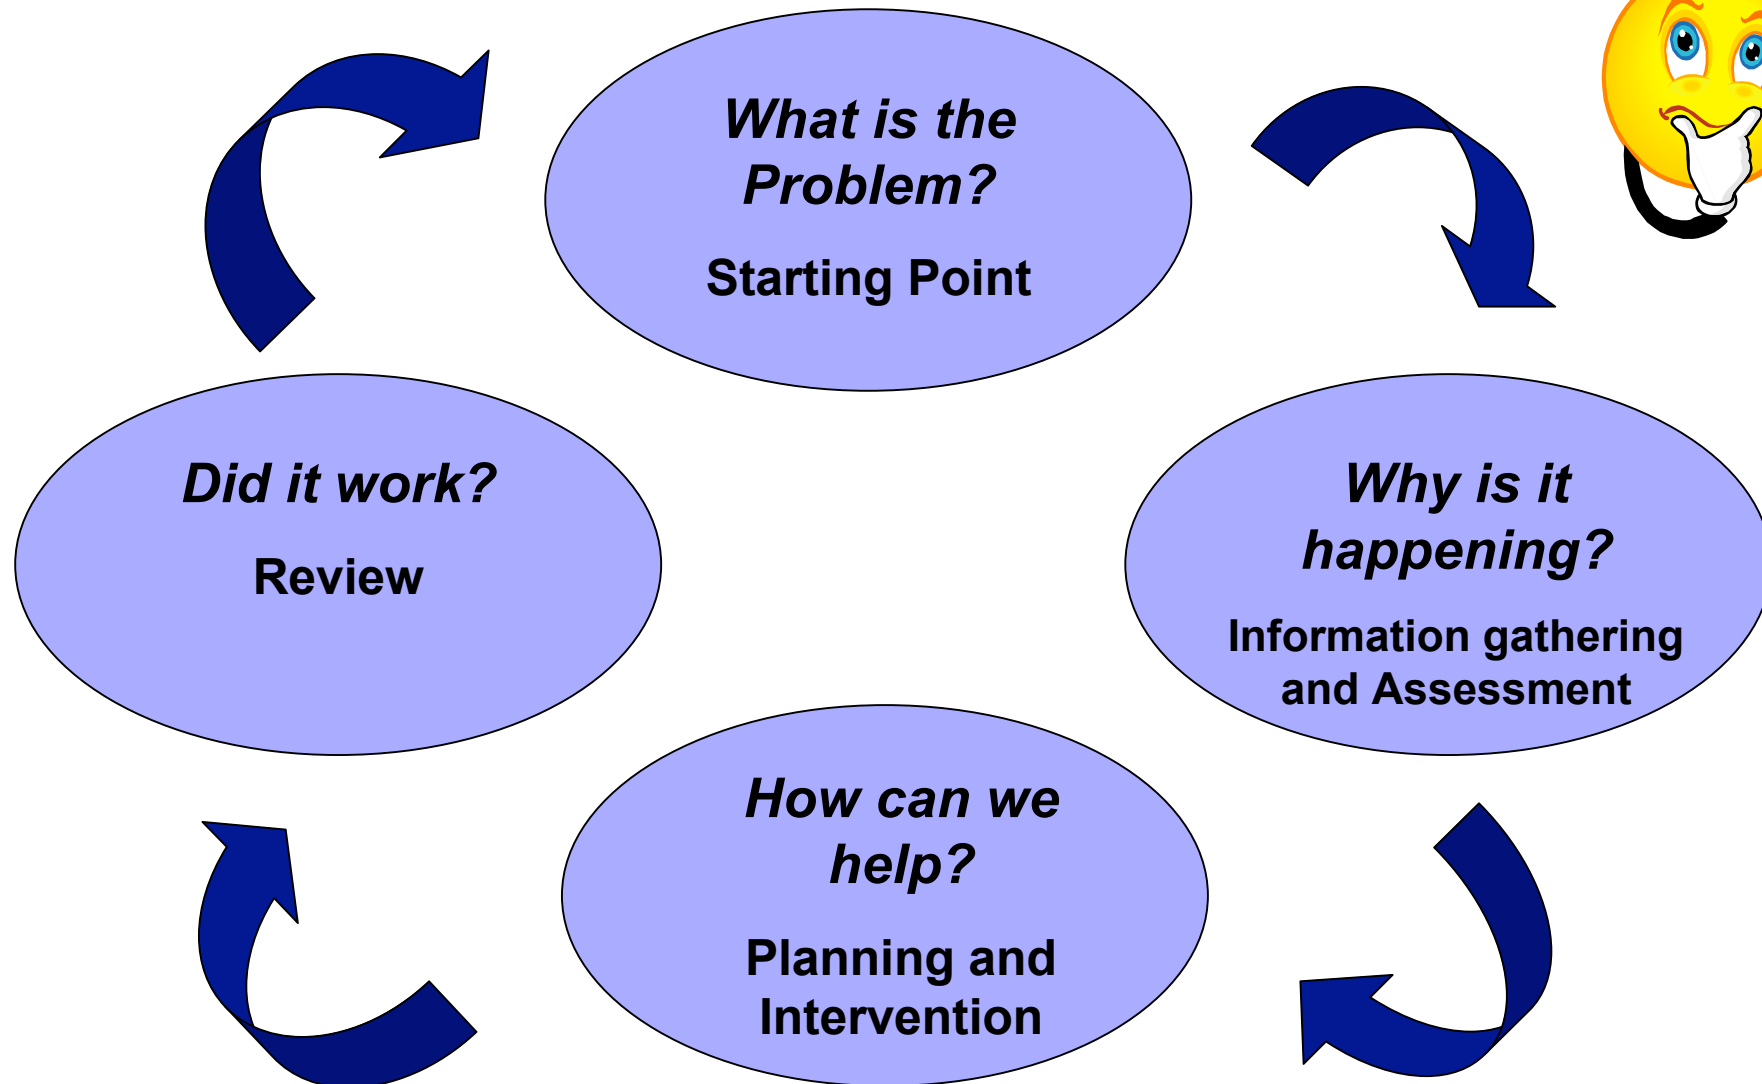 What is the
Problem?
Starting Point
Why is it
happening?
Information gathering
and Assessment
How can we
help?
Planning and
Intervention
Did it work?
Review